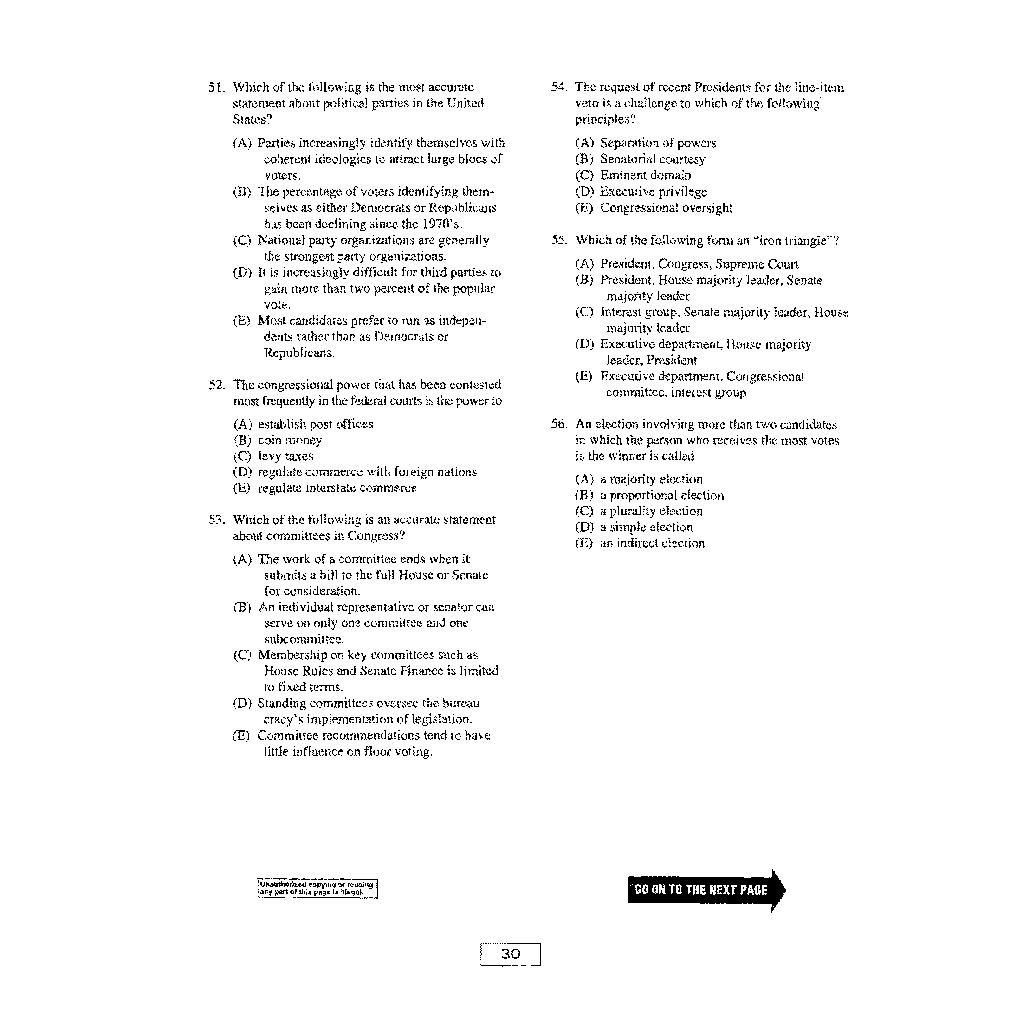 51. Which of the following is the most accurate
statement about political parties in the United
States?
(A) Parties increasingly identify themselves with
coherent ideologies to attract large blocs of
voters.
(B) The percentage of voters identifying them-
selves as either Democrats or Republicans
has been declining since the 1970's.
(C) National party organizations are generally
the strongest party organizations.
(D) It is increasingly difficult for third parties to
gain more than two percent of the popular
vote.
(E) Most candidates prefer to run as indepen-
dents rather than as Democrats or
Republicans.
52. The congressional power that has been contested
most frequently in the federal courts is the power to
(A) establish post offices
(B) coin money
(C) levy taxes
(D) regulate commerce with foreign nations
(E) regulate interstate commerce
53. Which of the following is an accurate statement
about committees in Congress?
(A) The work of a committee ends when it
submits a bill to the full House or Senate
for consideration.
(B) An individual representative or senator can
serve on only one committee and one
subcommittee.
(C) Membership on key committees such as
House Rules and Senate Finance is limited
to fixed terms.
(D) Standing committees oversee the bureau
cracy's implementation of legislation.
(E) Committee recommendations tend to have
little influence on floor voting.
54. The request of recent Presidents for the line-item
veto is a challenge to which of the following
principles?
(A) Separation of powers
(B) Senatorial courtesy
(C) Eminent domain
(D) Executive privilege
(E) Congressional oversight
55. Which of the following form an "iron triangle"?
(A) President, Congress, Supreme Court
(B) President, House majority leader, Senate
majority leader
(C) Interest group, Senate majority leader, House
majority leader
(D) Executive department, House majority
leader, President
(E) Executive department, Congressional
committee, interest group
56. An election involving more than two candidates
in which the person who receives the most votes
is the winner is called
(A) a majority election
(B) a proportional election
(C) a plurality election
(D) a simple election
(E) an indirect election
Unauthorized copying or reusing
any part of this page is illegal.
GO ON TO THE NEXT PAGE
30